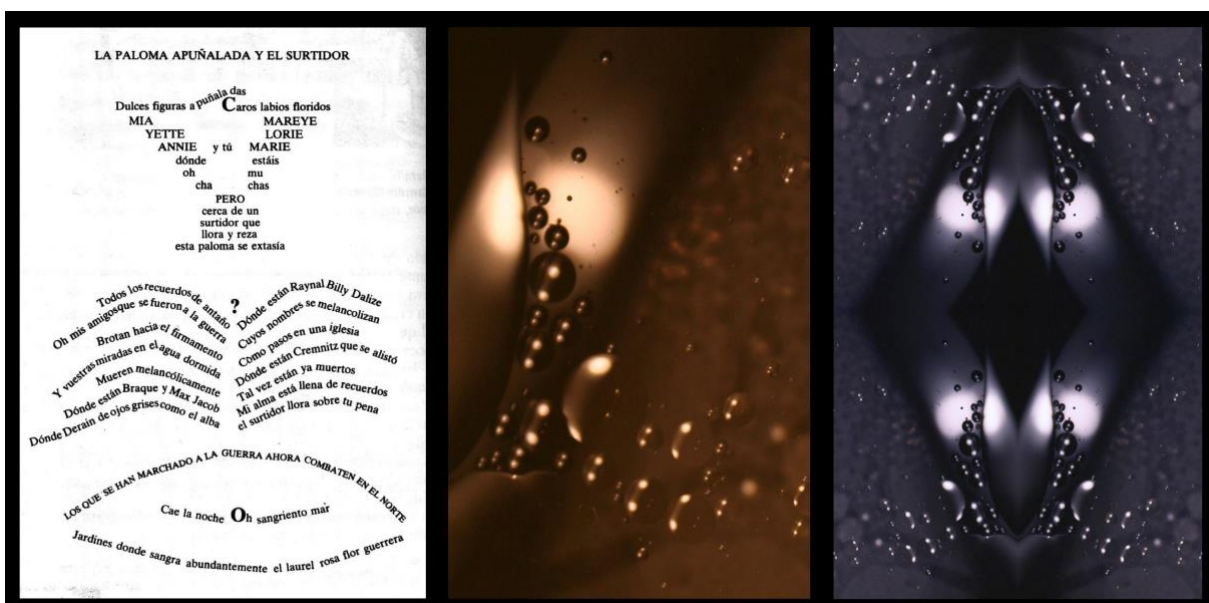 LA PALOMA APUÑALADA Y EL SURTIDOR
Dulces figuras apuñaladas Caros labios floridos
MIA MAREYE
YETTE LORIE
ANNIE y tú MARIE
dónde estáis
oh mu
cha chas
PERO
cerca de un
surtidor que
llora y reza
esta paloma se extasía
?
Todos los recuerdos de antaño
Oh mis amigos que se fueron a la guerra
Brotan hacia el firmamento
Y vuestras miradas en el agua dormida
Mueren melancólicamente
Dónde están Braque y Max Jacob
Dónde Derain de ojos grises como el alba
Dónde están Raynal Billy Dalize
Cuyos nombres se melancolizan
Como pasos en una iglesia
Dónde están Cremnitz que se alistó
Tal vez están ya muertos
Mi alma está llena de recuerdos
el surtidor llora sobre tu pena
LOS QUE SE HAN MARCHADO A LA GUERRA AHORA COMBATEN EN EL NORTE
Cae la noche Oh sangriento mar
Jardines donde sangra abundantemente el laurel rosa flor guerrera